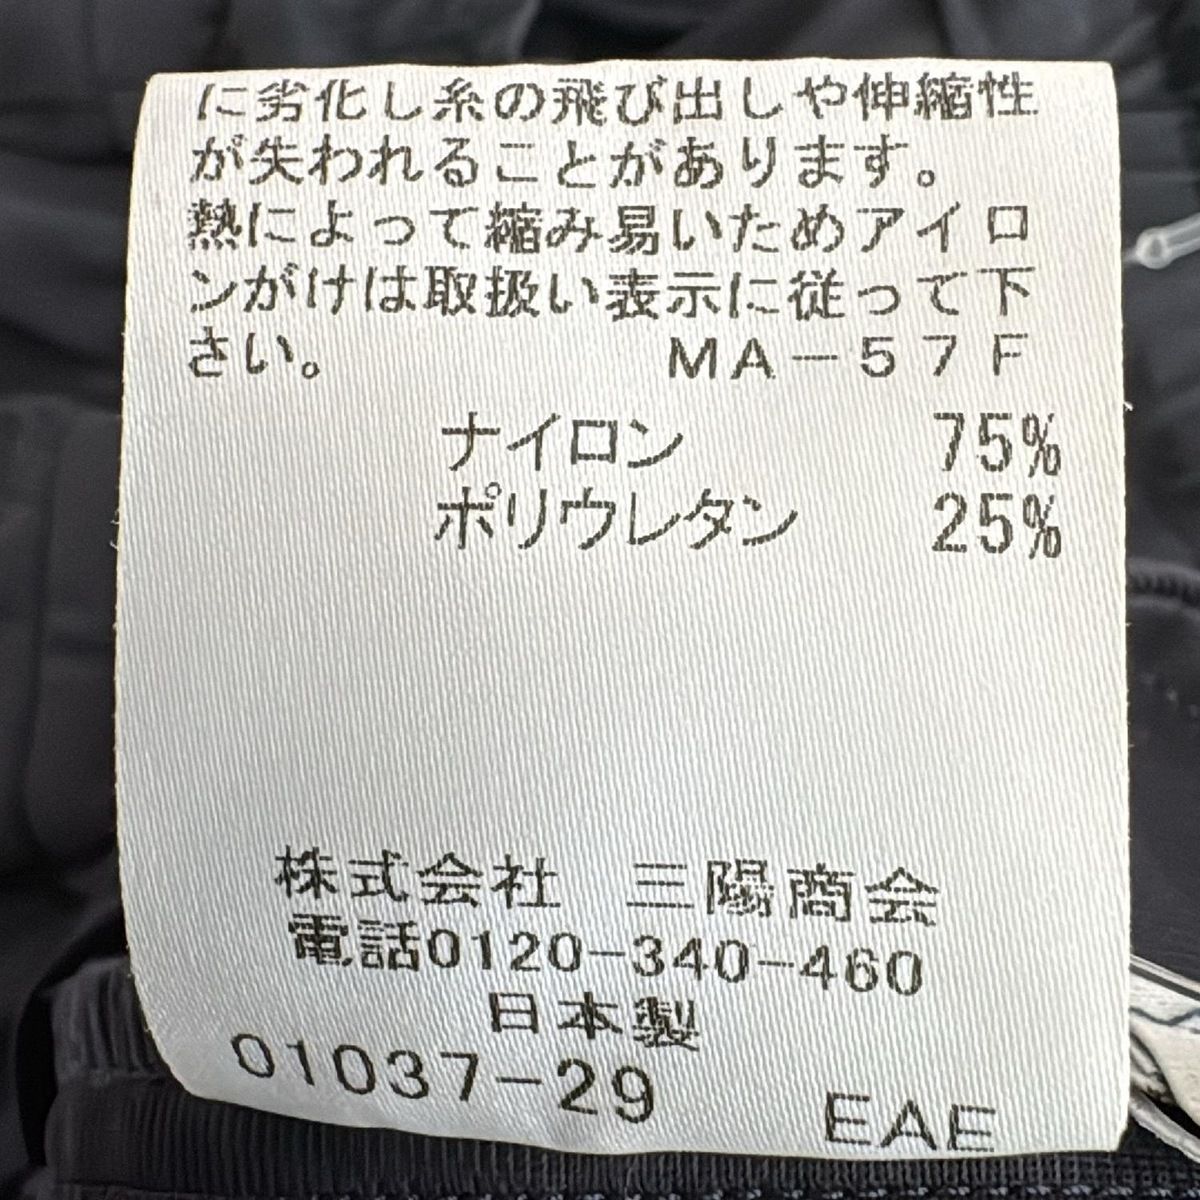 に劣化し糸の飛び出しや伸縮性
が失われることがあります。
熱によって縮み易いためアイロ
ンがけは取扱い表示に従って下
さい。 ＭＡ－５７Ｆ
ナイロン 75%
ポリウレタン 25%
株式会社 三陽商会
電話0120-340-460
日本製
01037-29 EAE